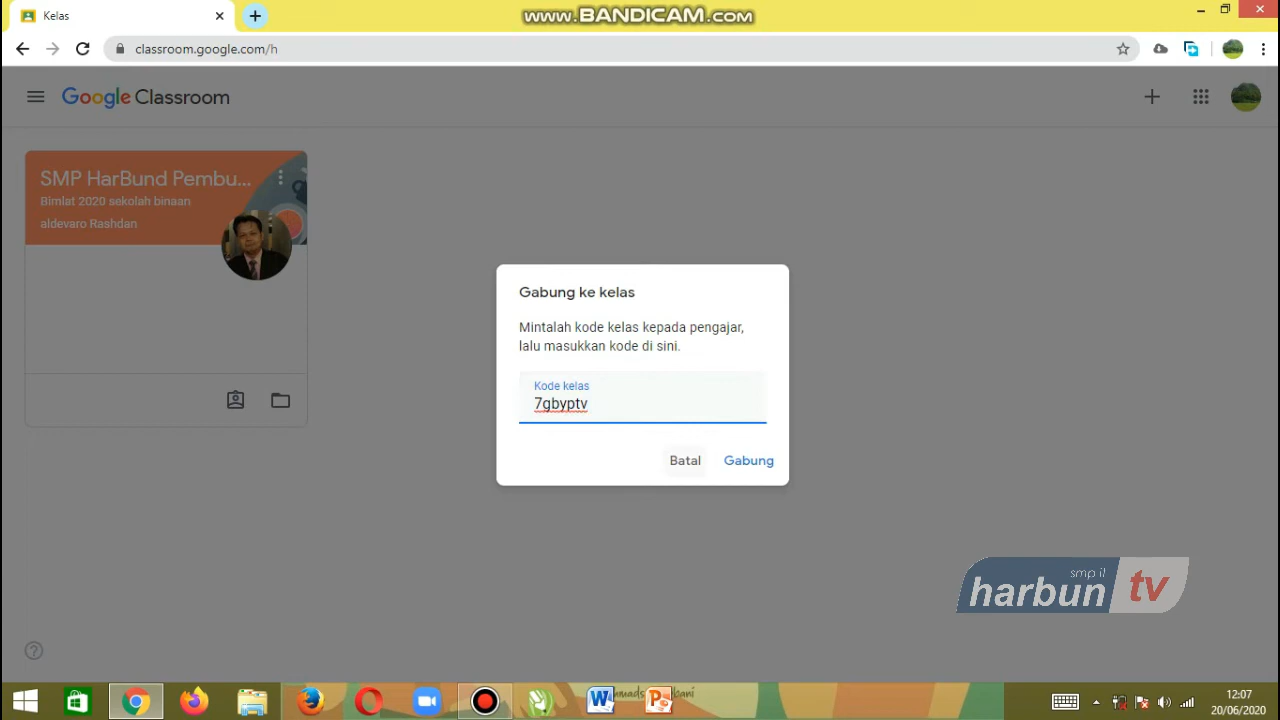 Kelas
www.BANDICAM.com
classroom.google.com/h
Google Classroom
SMP HarBund Pembu...
Bimlat 2020 sekolah binaan
aldevaro Rashdan
Gabung ke kelas
Mintalah kode kelas kepada pengajar,
lalu masukkan kode di sini.
Kode kelas
7gbyptv
Batal
Gabung
smp il
harbun tv
12:07
20/06/2020